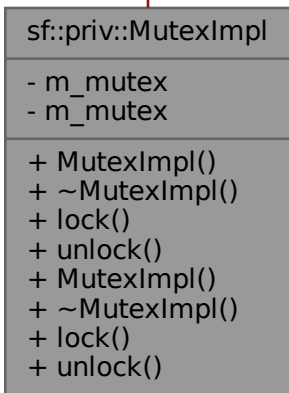 sf::priv::MutexImpl
- m_mutex
- m_mutex
+ MutexImpl()
+ ~MutexImpl()
+ lock()
+ unlock()
+ MutexImpl()
+ ~MutexImpl()
+ lock()
+ unlock()